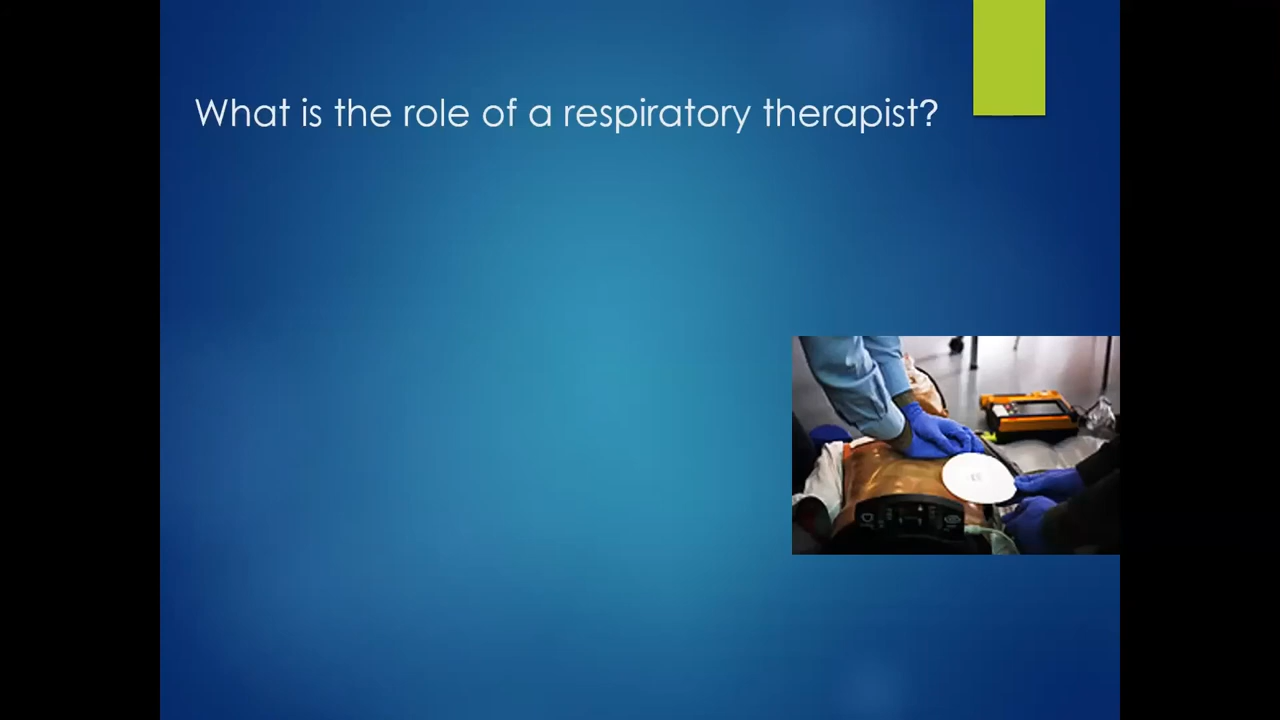 What is the role of a respiratory therapist?